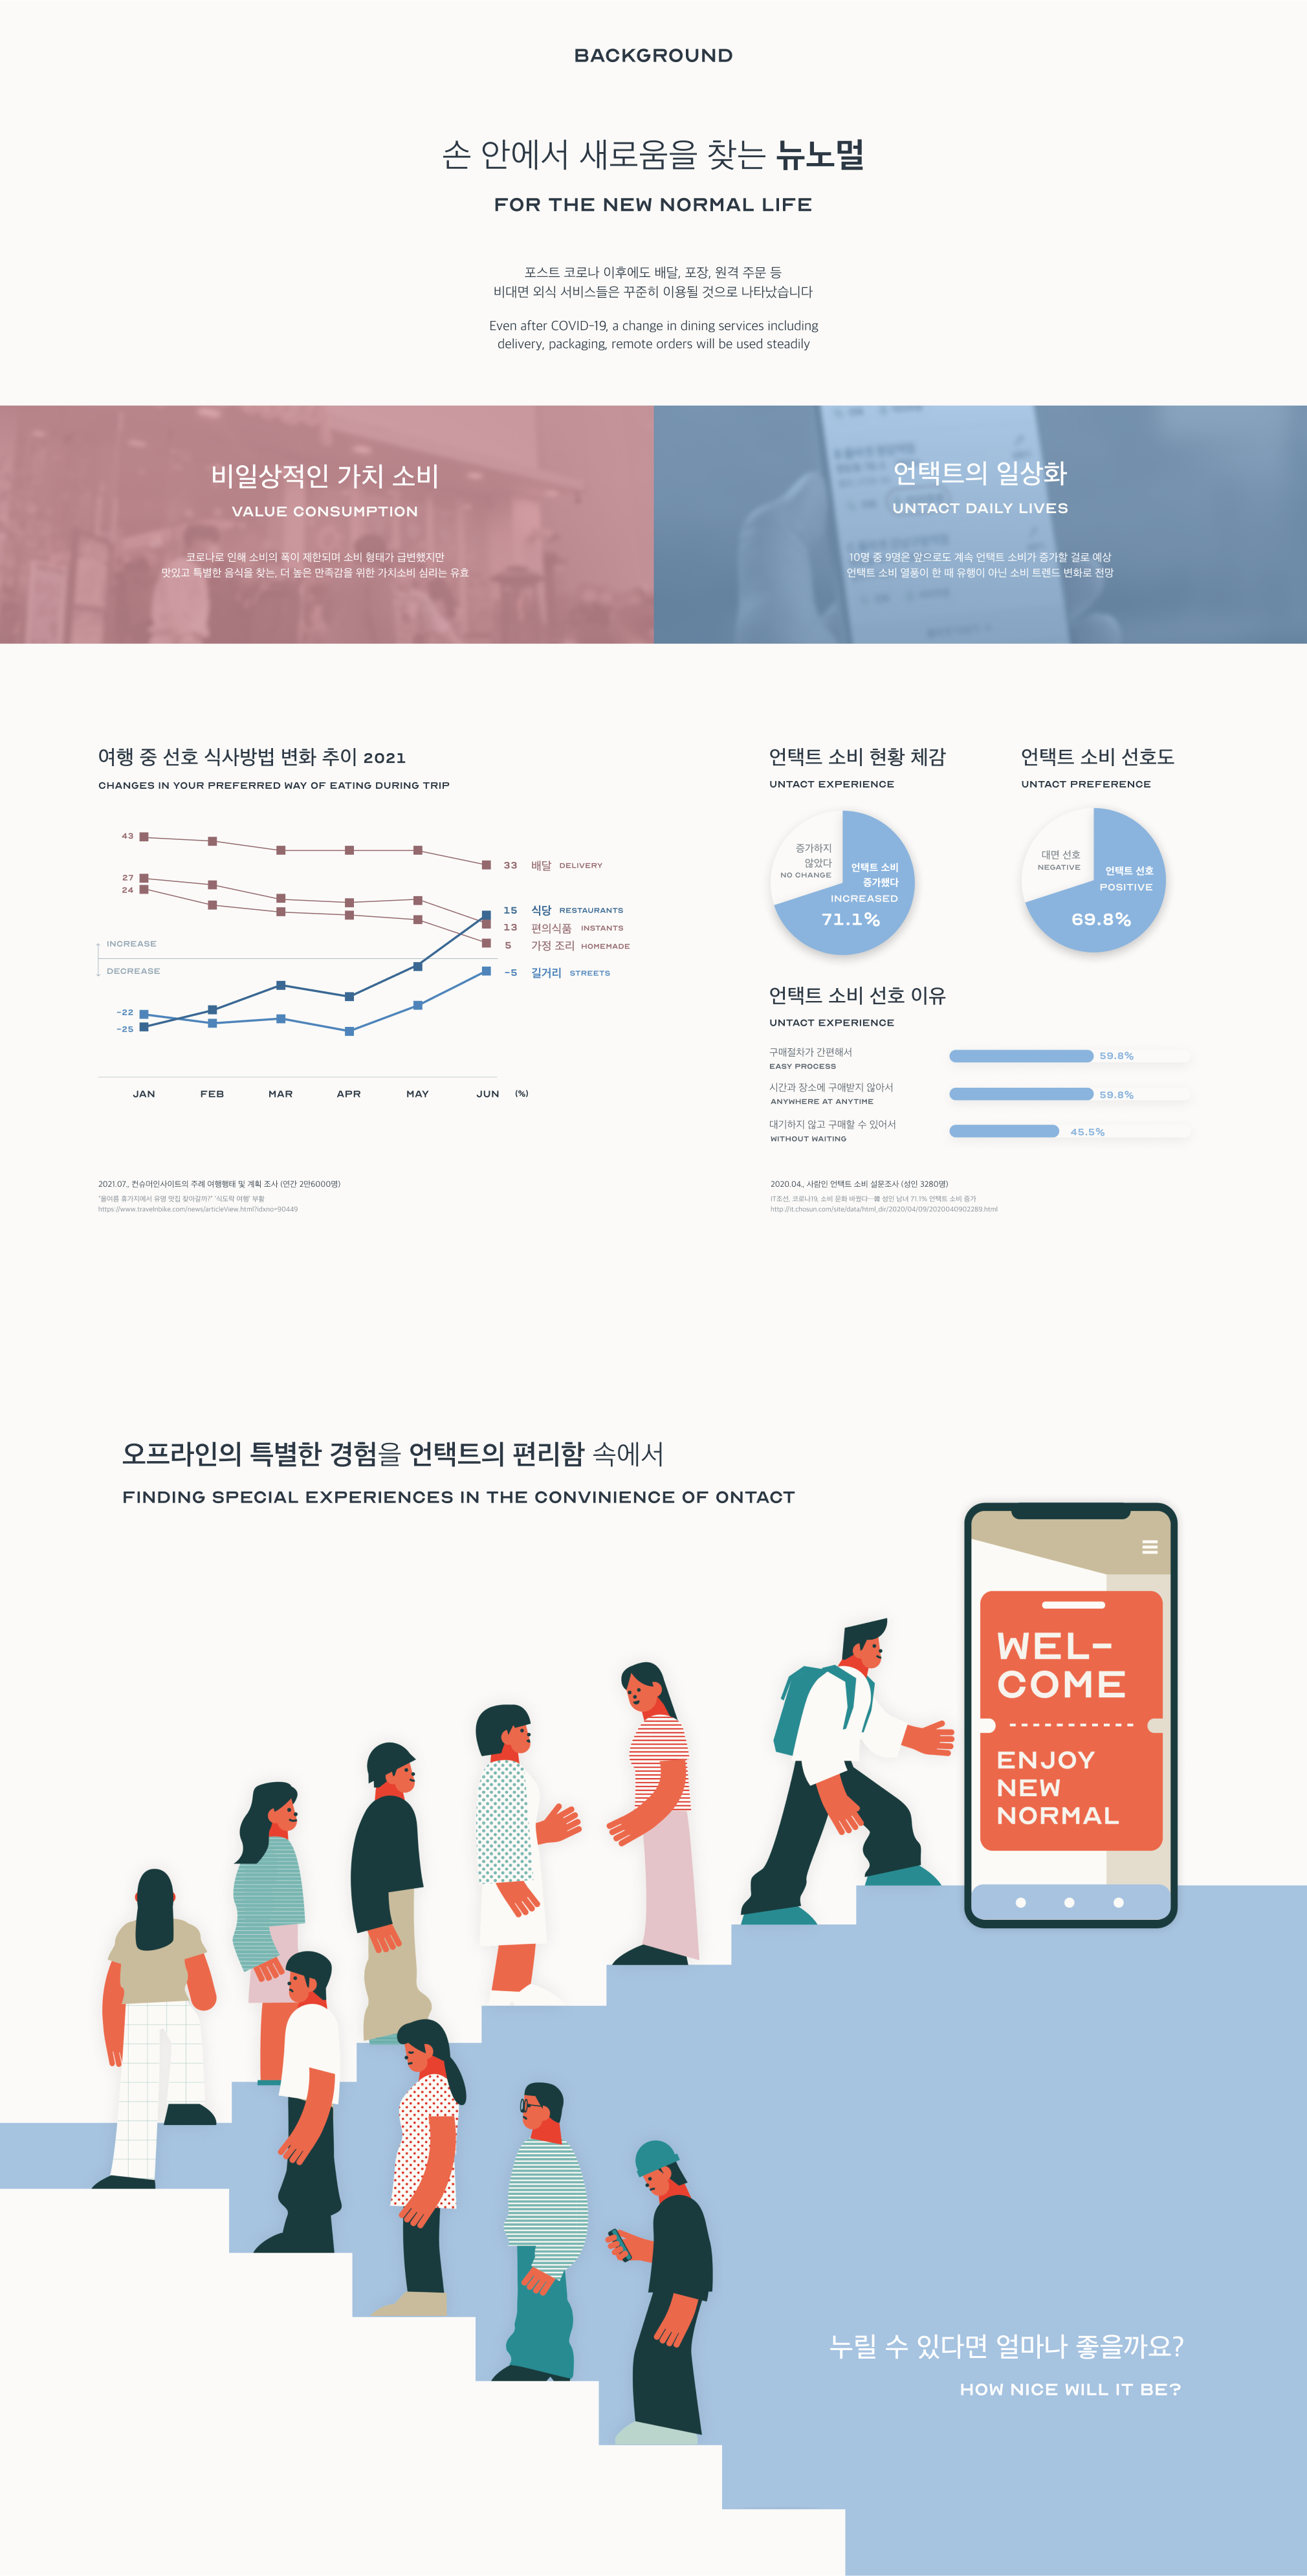 BACKGROUND
손 안에서 새로움을 찾는 뉴노멀
FOR THE NEW NORMAL LIFE
포스트 코로나 이후에도 배달, 포장, 원격 주문 등
비대면 외식 서비스들은 꾸준히 이용될 것으로 나타났습니다
Even after COVID-19, a change in dining services including
delivery, packaging, remote orders will be used steadily
비일상적인 가치 소비
VALUE CONSUMPTION
코로나로 인해 소비의 폭이 제한되며 소비 형태가 급변했지만
맛있고 특별한 음식을 찾는, 더 높은 만족감을 위한 가치소비 심리는 유효
언택트의 일상화
UNTACT DAILY LIVES
10명 중 9명은 앞으로도 계속 언택트 소비가 증가할 걸로 예상
언택트 소비 열풍이 한 때 유행이 아닌 소비 트렌드 변화로 전망
여행 중 선호 식사방법 변화 추이 2021
CHANGES IN YOUR PREFERRED WAY OF EATING DURING TRIP
43
27
24
INCREASE
DECREASE
-22
-25
33 배달 DELIVERY
15 식당 RESTAURANTS
13 편의식품 INSTANTS
5 가정 조리 HOMEMADE
-5 길거리 STREETS
JAN FEB MAR APR MAY JUN (%)
2021.07., 컨슈머인사이트의 주례 여행행태 및 계획 조사 (연간 2만6000명)
"올여름 휴가지에서 유명 맛집 찾아갈까?" '식도락 여행' 부활
https://www.travelnbike.com/news/articleView.html?idxno=90449
언택트 소비 현황 체감
UNTACT EXPERIENCE
증가하지
않았다
NO CHANGE
언택트 소비
증가했다
INCREASED
71.1%
언택트 소비 선호도
UNTACT PREFERENCE
대면 선호
NEGATIVE
언택트 선호
POSITIVE
69.8%
언택트 소비 선호 이유
UNTACT EXPERIENCE
구매절차가 간편해서
EASY PROCESS
59.8%
시간과 장소에 구애받지 않아서
ANYWHERE AT ANYTIME
59.8%
대기하지 않고 구매할 수 있어서
WITHOUT WAITING
45.5%
2020.04., 사람인 언택트 소비 설문조사 (성인 3280명)
IT조선, 코로나19, 소비 문화 바꿨다…韓 성인 남녀 71.1% 언택트 소비 증가
http://it.chosun.com/site/data/html_dir/2020/04/09/2020040902289.html
오프라인의 특별한 경험을 언택트의 편리함 속에서
FINDING SPECIAL EXPERIENCES IN THE CONVINIENCE OF ONTACT
WEL-
COME
ENJOY
NEW
NORMAL
누릴 수 있다면 얼마나 좋을까요?
HOW NICE WILL IT BE?